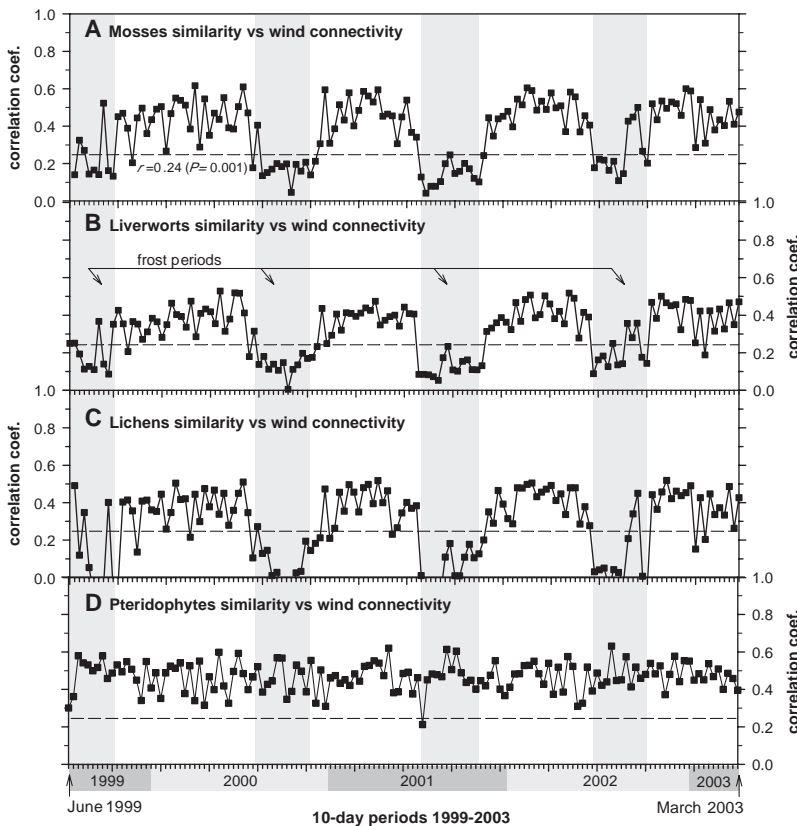 1.0
A Mosses similarity vs wind connectivity
0.8
0.6
0.4
0.2
0.0
correlation coef.
r=0.24 (P=0.001)
1.0
B Liverworts similarity vs wind connectivity
frost periods
0.8
0.6
0.4
0.2
0.0
correlation coef.
1.0
C Lichens similarity vs wind connectivity
0.8
0.6
0.4
0.2
0.0
correlation coef.
1.0
D Pteridophytes similarity vs wind connectivity
0.8
0.6
0.4
0.2
0.0
correlation coef.
1999 2000 2001 2002 2003
June 1999 March 2003
10-day periods 1999-2003